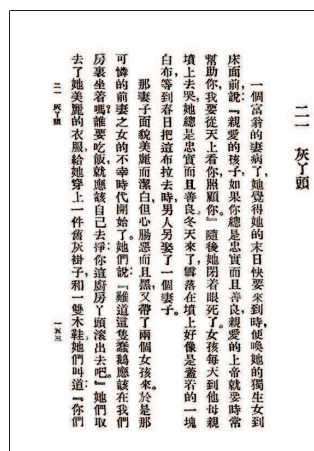 二一 灰丫頭
一個富翁的妻病了，她覺得她的末日快要來到時，便喚她的獨生女到
床面前說，『親愛的孩子，如果你總是忠實而且善良，親愛的上帝就要時常
幫助你，我要從天上看你，照顧你。』隨後她閉着眼死了。女孩每天到他母親
墳上去哭，她總是忠實而且善良。冬天來了，雪落在墳上好像是蓋着的一塊
白布，等到春日把這布拉去時，男人另娶了一個妻子。
那妻子面貌美麗而潔白，但心腸惡而且黑，又帶了兩個女孩來。於是那
可憐的前妻之女的不幸時代開始了。她們說，『難道這隻蠢鵝應該在我們
房裏坐着嗎？誰要吃飯，就應該自己去掙。你這廚房丫頭滾出去吧。』她們取
去了她美麗的衣服，給她穿上一件舊灰褂子和一雙木鞋。她們叫道，『你們
二一 灰丫頭
一五三